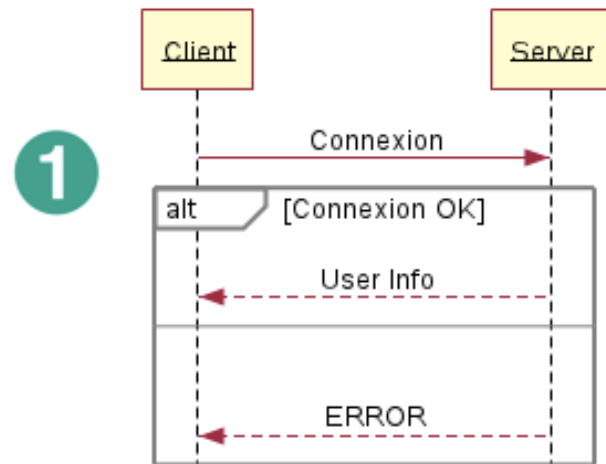 Client
Server
Connexion
1
alt
[Connexion OK]
User Info
ERROR